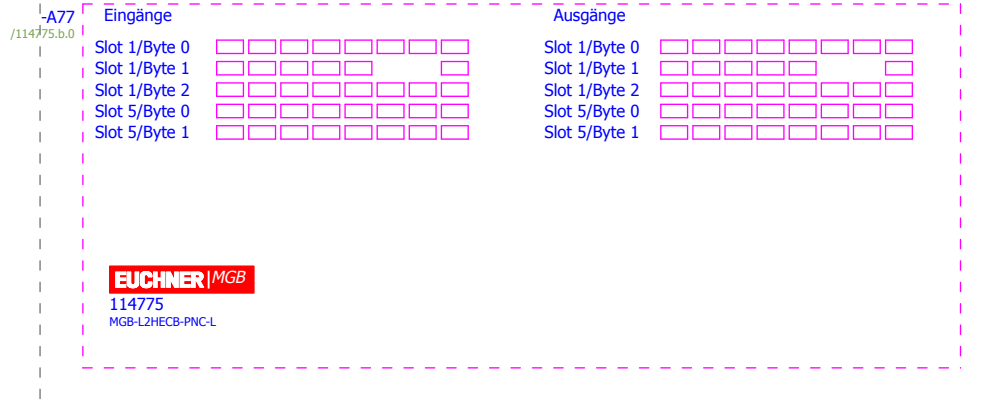 -A77
/114775.b.0
Eingänge
Slot 1/Byte 0
Slot 1/Byte 1
Slot 1/Byte 2
Slot 5/Byte 0
Slot 5/Byte 1
Ausgänge
Slot 1/Byte 0
Slot 1/Byte 1
Slot 1/Byte 2
Slot 5/Byte 0
Slot 5/Byte 1
EUCHNER|MGB
114775
MGB-L2HECB-PNC-L